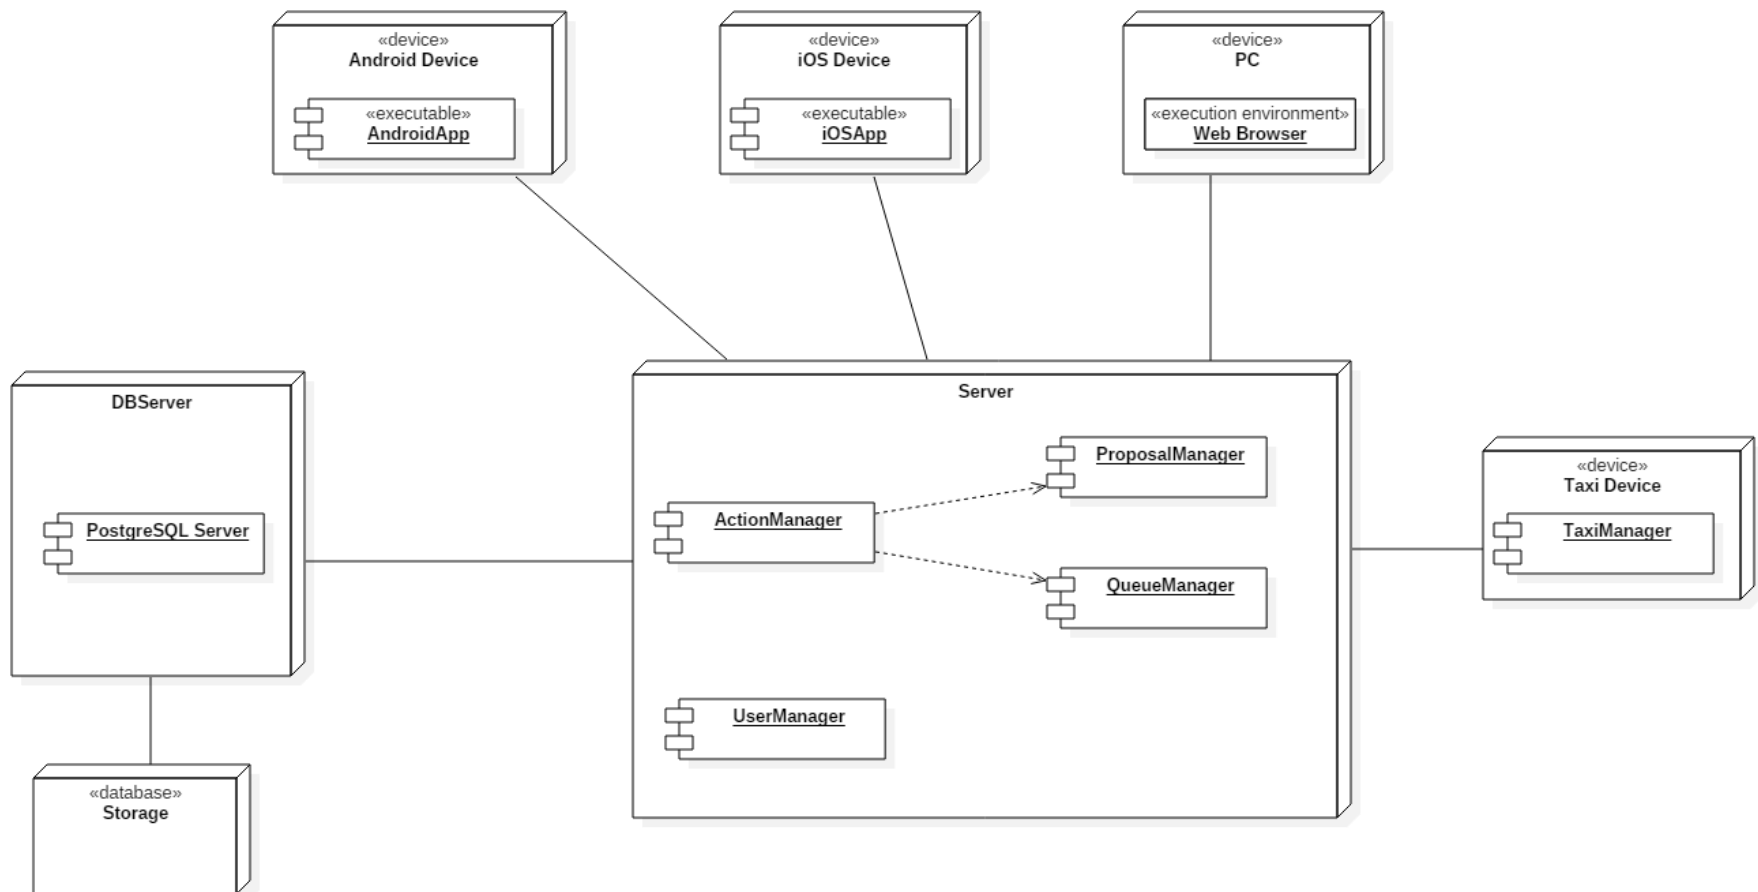 «device»
Android Device
«executable»
AndroidApp
«device»
iOS Device
«executable»
iOSApp
«device»
PC
«execution environment»
Web Browser
DBServer
PostgreSQL Server
Server
ProposalManager
ActionManager
QueueManager
UserManager
«device»
Taxi Device
TaxiManager
«database»
Storage